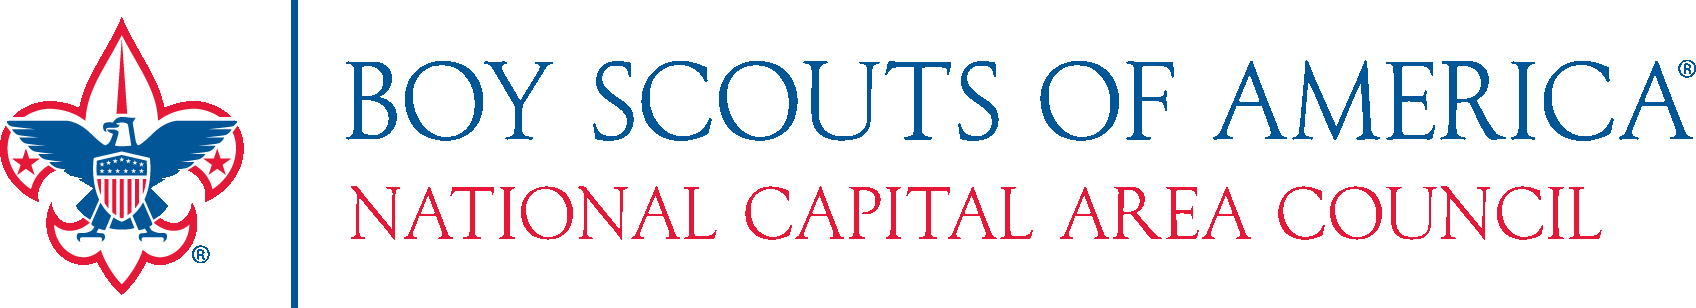 BOY SCOUTS OF AMERICA®
NATIONAL CAPITAL AREA COUNCIL
®